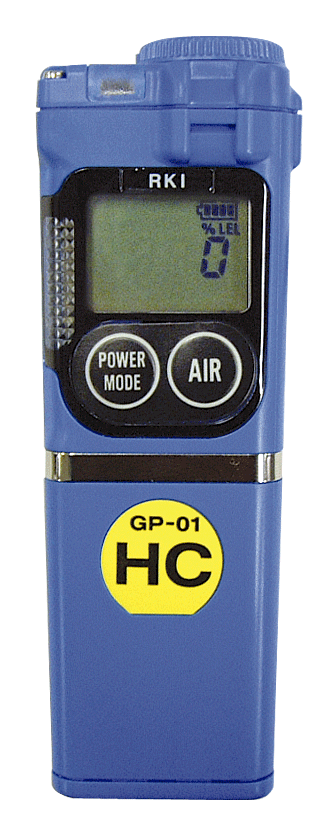 RKI
% LEL
0
POWER
MODE
AIR
GP-01
HC